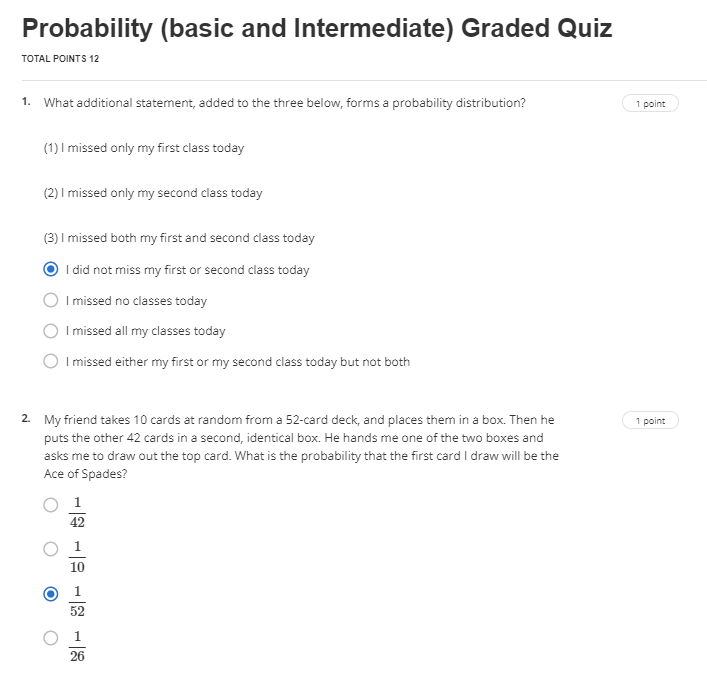 Probability (basic and Intermediate) Graded Quiz
TOTAL POINTS 12
1. What additional statement, added to the three below, forms a probability distribution?
1 point
(1) I missed only my first class today
(2) I missed only my second class today
(3) I missed both my first and second class today
I did not miss my first or second class today
I missed no classes today
I missed all my classes today
I missed either my first or my second class today but not both
2. My friend takes 10 cards at random from a 52-card deck, and places them in a box. Then he
1 point
puts the other 42 cards in a second, identical box. He hands me one of the two boxes and
asks me to draw out the top card. What is the probability that the first card I draw will be the
Ace of Spades?
1
42
1
10
1
52
1
26